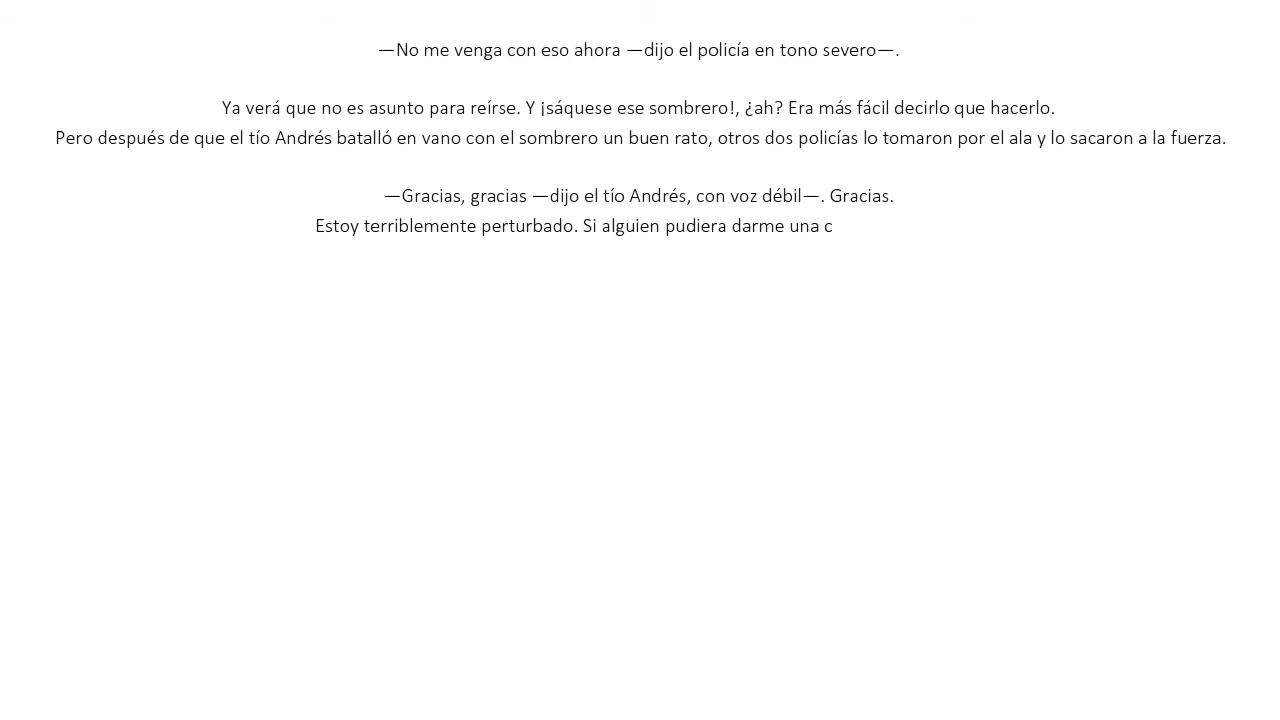 —No me venga con eso ahora —dijo el policía en tono severo—.
Ya verá que no es asunto para reírse. Y ¡sáquese ese sombrero!, ¿ah? Era más fácil decirlo que hacerlo.
Pero después de que el tío Andrés batalló en vano con el sombrero un buen rato, otros dos policías lo tomaron por el ala y lo sacaron a la fuerza.
—Gracias, gracias —dijo el tío Andrés, con voz débil—. Gracias.
Estoy terriblemente perturbado. Si alguien pudiera darme una c